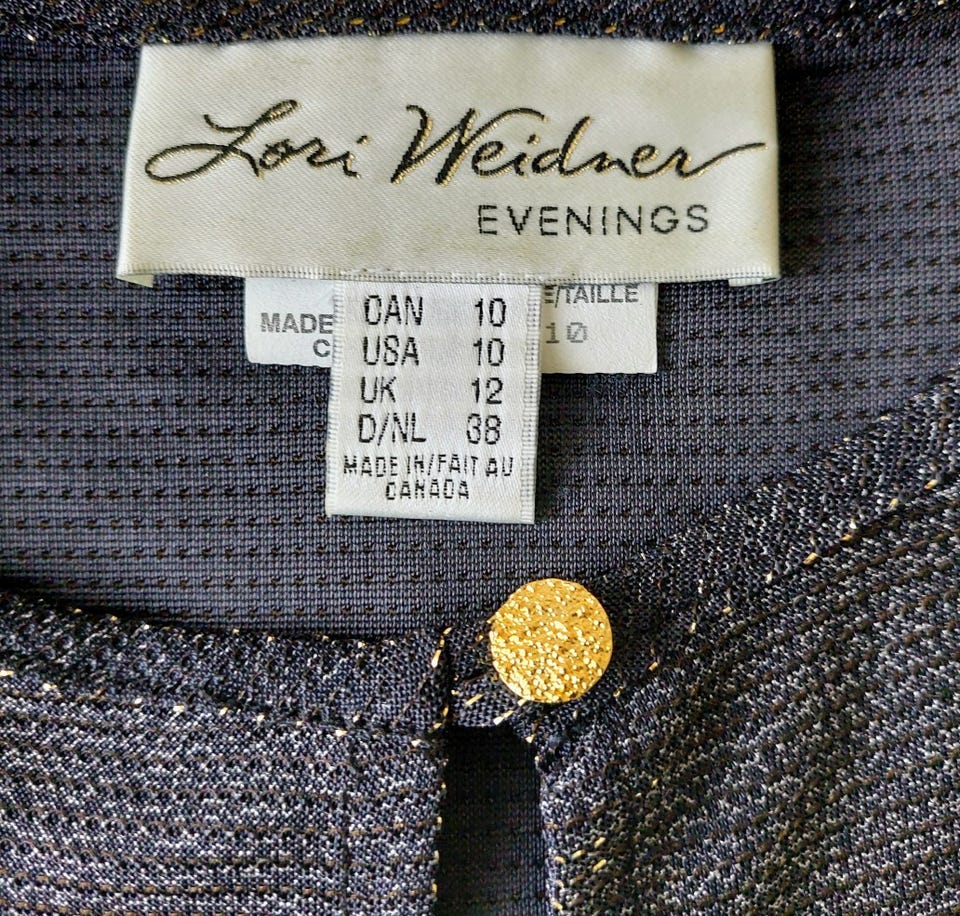 Lori Weidner
EVENINGS
CAN 10
USA 10
UK 12
D/NL 38
MADE IN/FAIT AU
CANADA
MADE
C
E/TAILLE
10